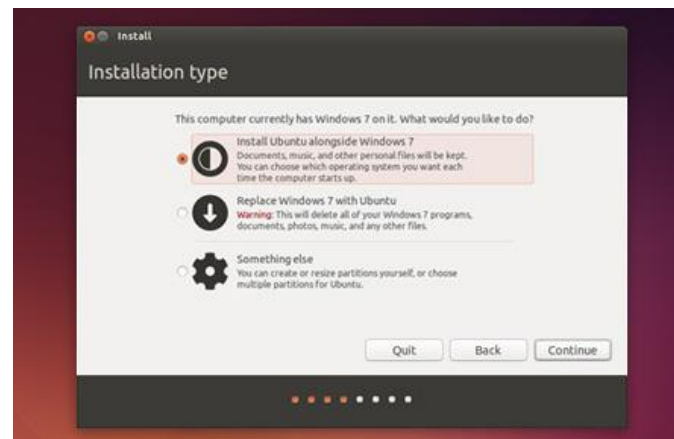 Install
Installation type
This computer currently has Windows 7 on it. What would you like to do?
Install Ubuntu alongside Windows 7
Documents, music, and other personal files will be kept.
You can choose which operating system you want each
time the computer starts up.
Replace Windows 7 with Ubuntu
Warning: This will delete all of your Windows 7 programs,
documents, photos, music, and any other files.
Something else
You can create or resize partitions yourself, or choose
multiple partitions for Ubuntu.
Quit Back Continue